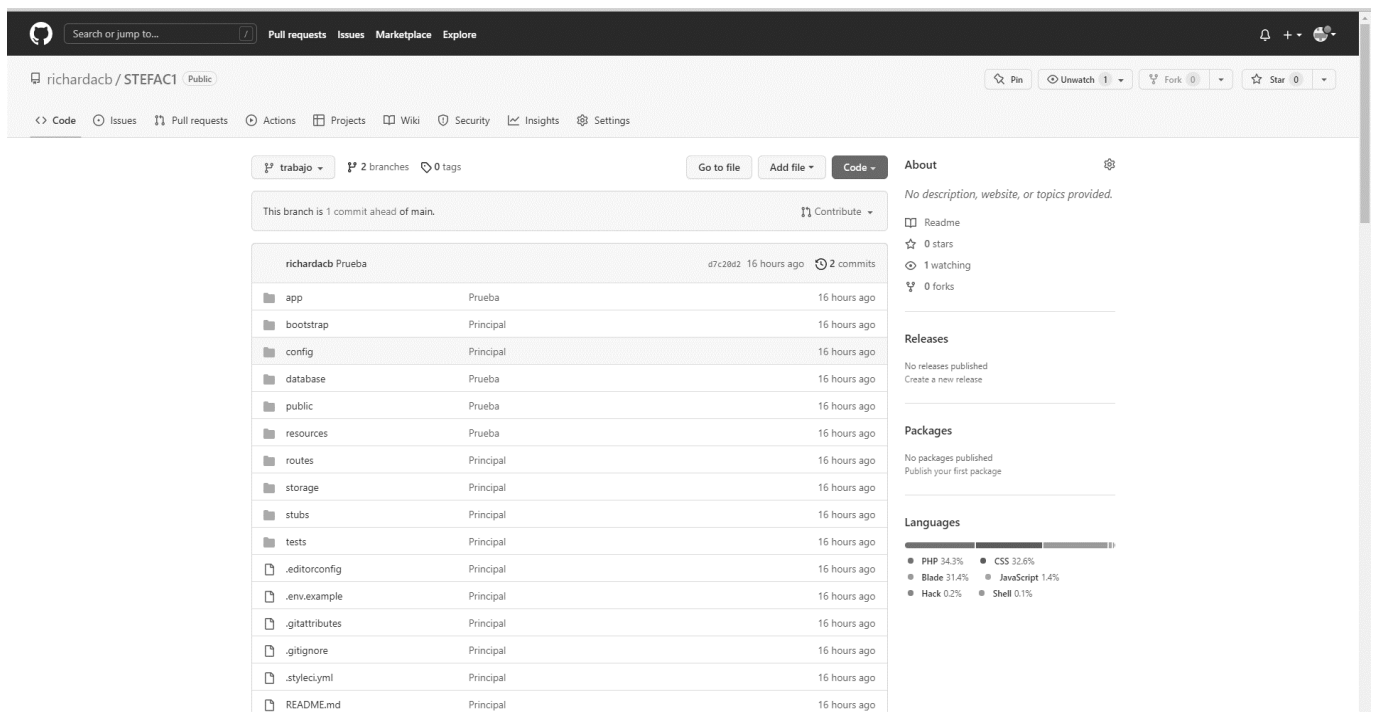 Search or jump to... / Pull requests Issues Marketplace Explore
richardacb / STEFAC1 Public Pin Unwatch 1 Fork 0 Star 0
<> Code Issues Pull requests Actions Projects Wiki Security Insights Settings
trabajo 2 branches 0 tags Go to file Add file Code
This branch is 1 commit ahead of main. Contribute
richardacb Prueba d7c20d2 16 hours ago 2 commits
app Prueba 16 hours ago
bootstrap Principal 16 hours ago
config Principal 16 hours ago
database Prueba 16 hours ago
public Prueba 16 hours ago
resources Prueba 16 hours ago
routes Principal 16 hours ago
storage Principal 16 hours ago
stubs Principal 16 hours ago
tests Principal 16 hours ago
.editorconfig Principal 16 hours ago
.env.example Principal 16 hours ago
.gitattributes Principal 16 hours ago
.gitignore Principal 16 hours ago
.styleci.yml Principal 16 hours ago
README.md Principal 16 hours ago
About
No description, website, or topics provided.
Readme
0 stars
1 watching
0 forks
Releases
No releases published
Create a new release
Packages
No packages published
Publish your first package
Languages
PHP 34.3% CSS 32.6%
Blade 31.4% JavaScript 1.4%
Hack 0.2% Shell 0.1%